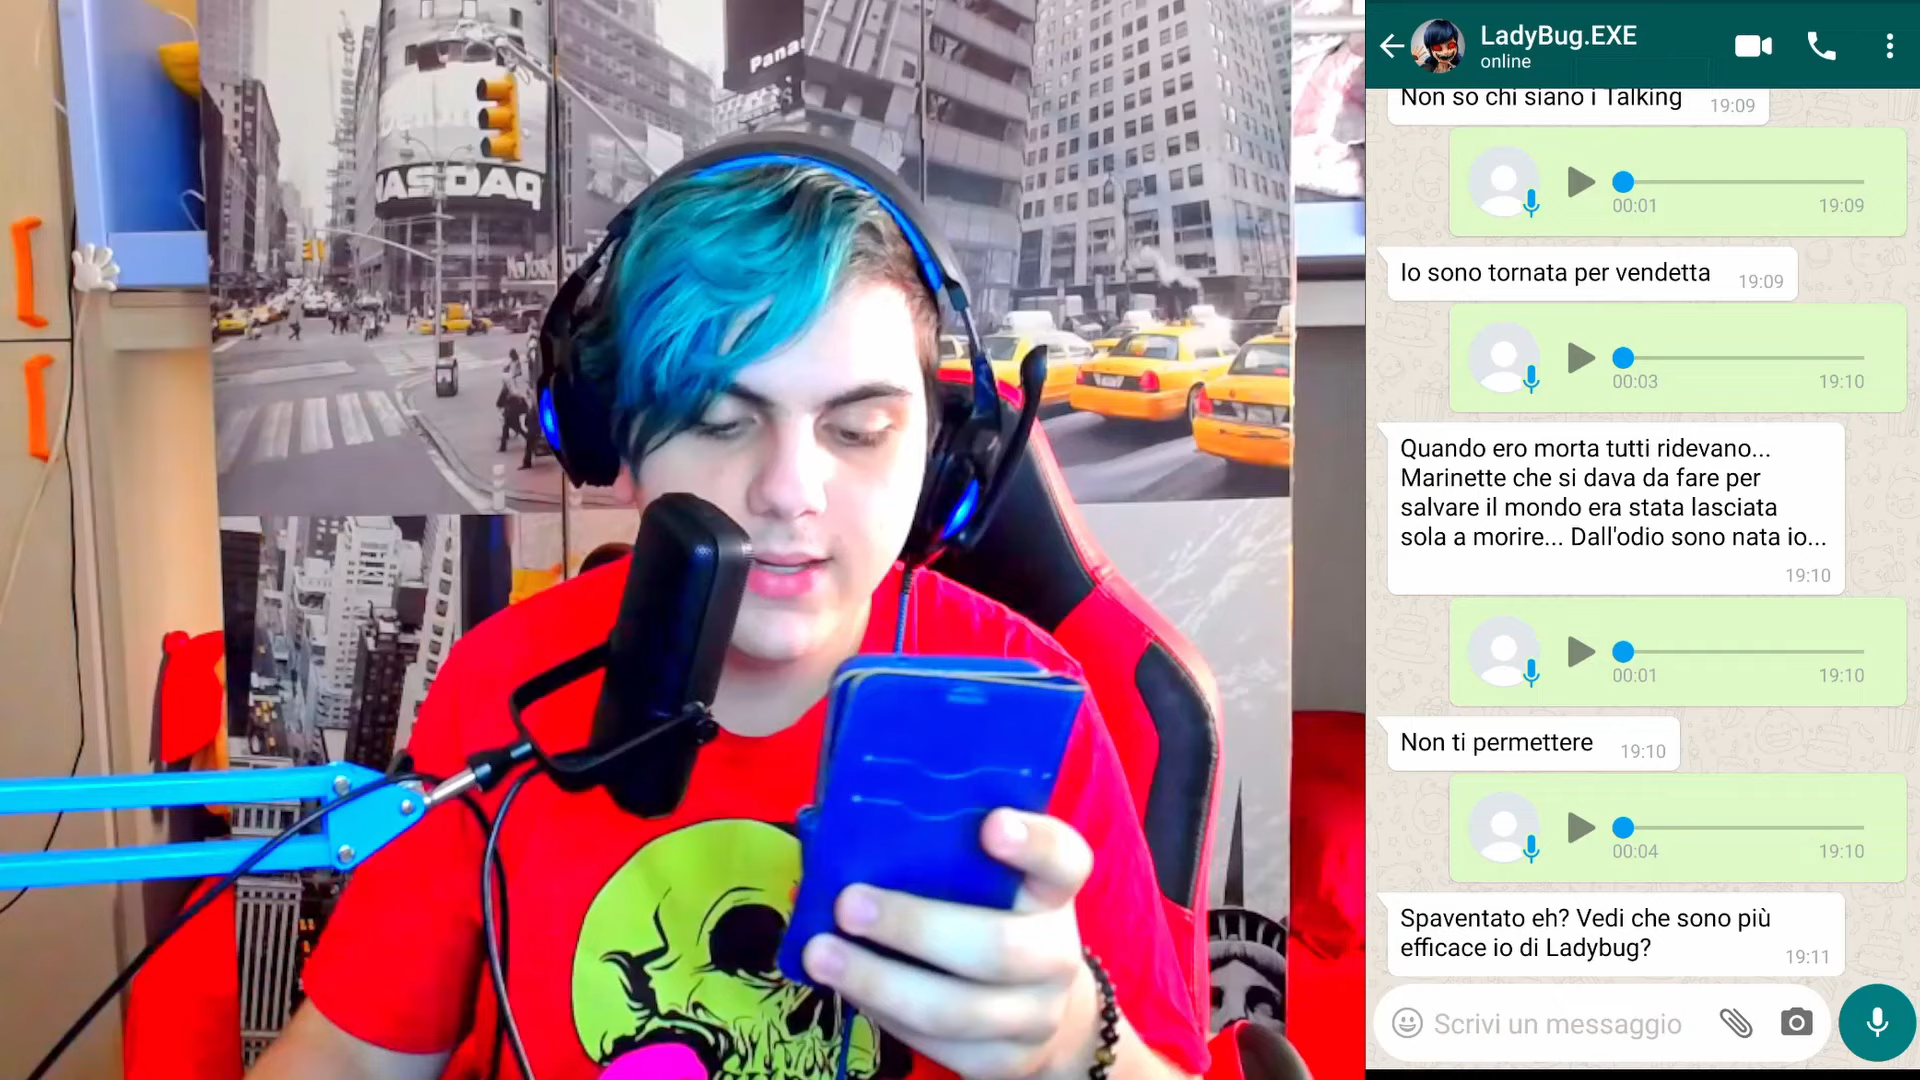 Pana
NASDAQ
LadyBug.EXE
online
Non so chi siano i Talking
19:09
00:01
19:09
Io sono tornata per vendetta
19:09
00:03
19:10
Quando ero morta tutti ridevano...
Marinette che si dava da fare per
salvare il mondo era stata lasciata
sola a morire... Dall'odio sono nata io...
19:10
00:01
19:10
Non ti permettere
19:10
00:04
19:10
Spaventato eh? Vedi che sono più
efficace io di Ladybug?
19:11
Scrivi un messaggio